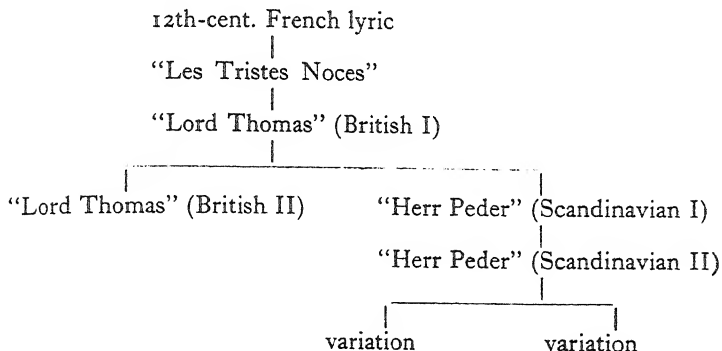 12th-cent. French lyric
“Les Tristes Noces”
“Lord Thomas” (British I)
“Lord Thomas” (British II) “Herr Peder” (Scandinavian I)
“Herr Peder” (Scandinavian II)
variation variation